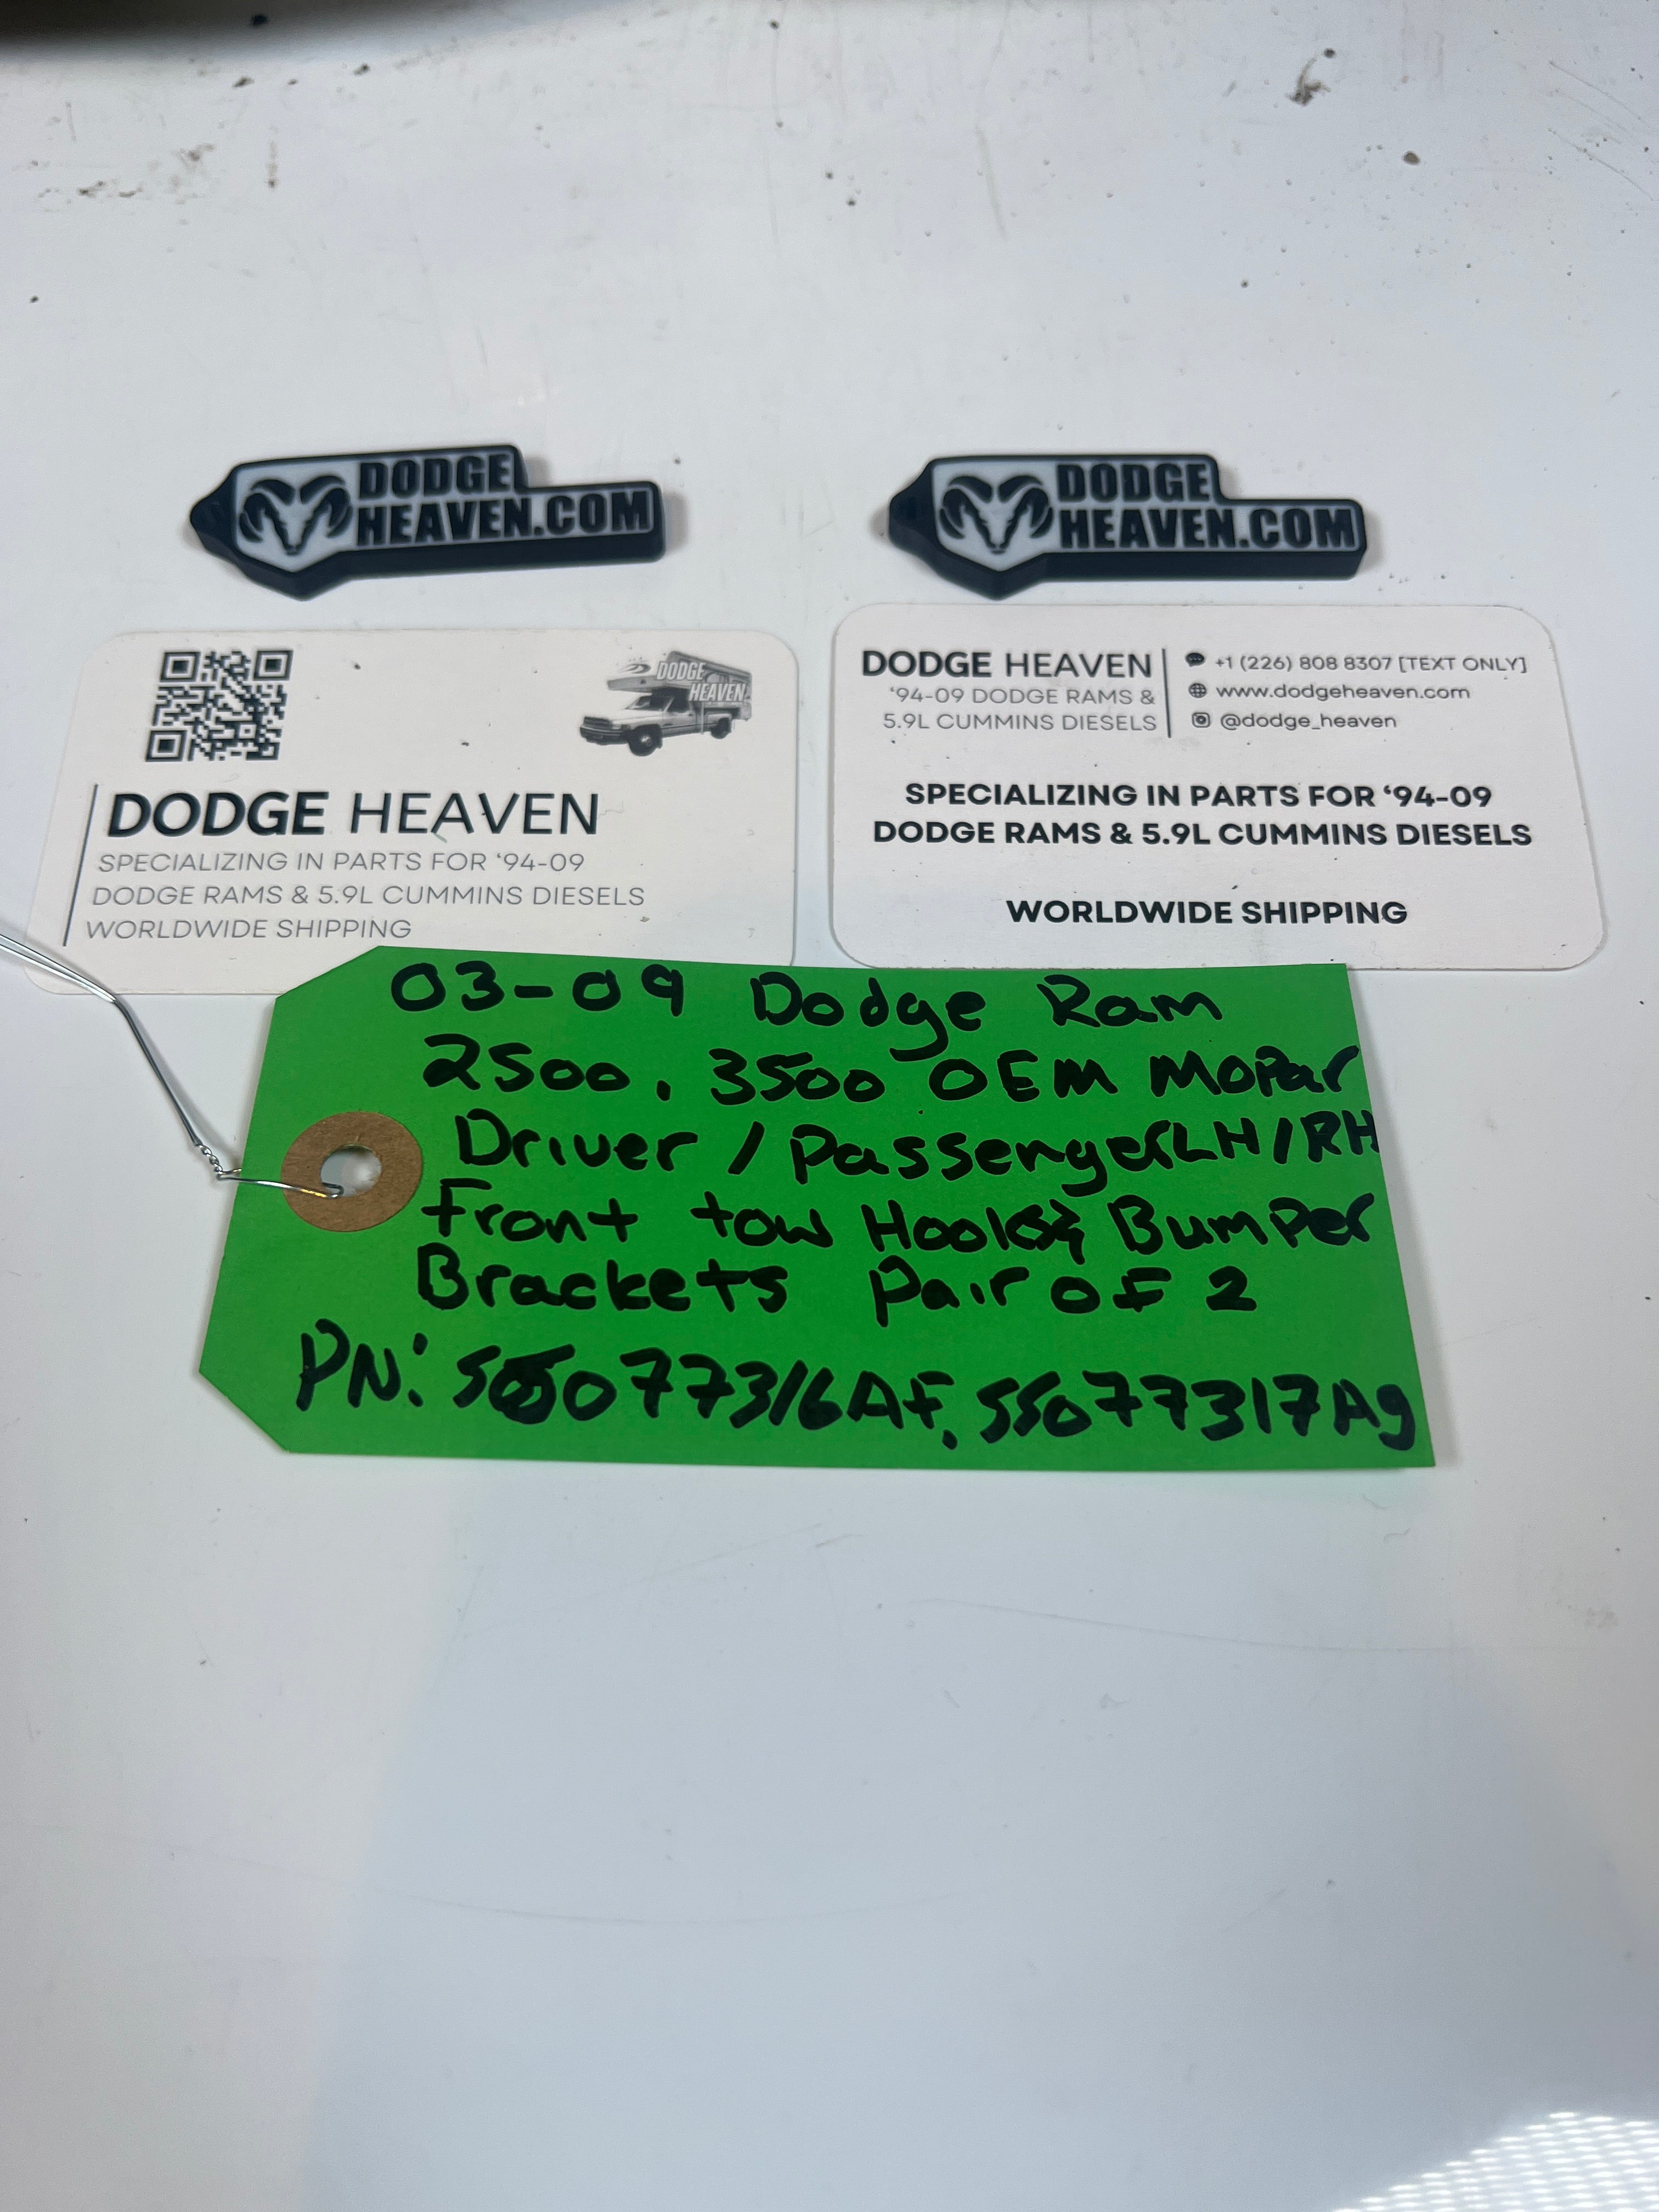 DODGE
HEAVEN.COM
DODGE
HEAVEN.COM
DODGE
HEAVEN
DODGE HEAVEN
SPECIALIZING IN PARTS FOR ‘94-09
DODGE RAMS & 5.9L CUMMINS DIESELS
WORLDWIDE SHIPPING
DODGE HEAVEN
‘94-09 DODGE RAMS &
5.9L CUMMINS DIESELS
+1 (226) 808 8307 [TEXT ONLY]
www.dodgeheaven.com
@dodge_heaven
SPECIALIZING IN PARTS FOR ‘94-09
DODGE RAMS & 5.9L CUMMINS DIESELS
WORLDWIDE SHIPPING
03-09 Dodge Ram
2500, 3500 OEM Mopar
Driver / Passenger LH/RH
Front tow Hooks & Bumper
Brackets Pair of 2
PN: 55077316AF, 55077317Ag